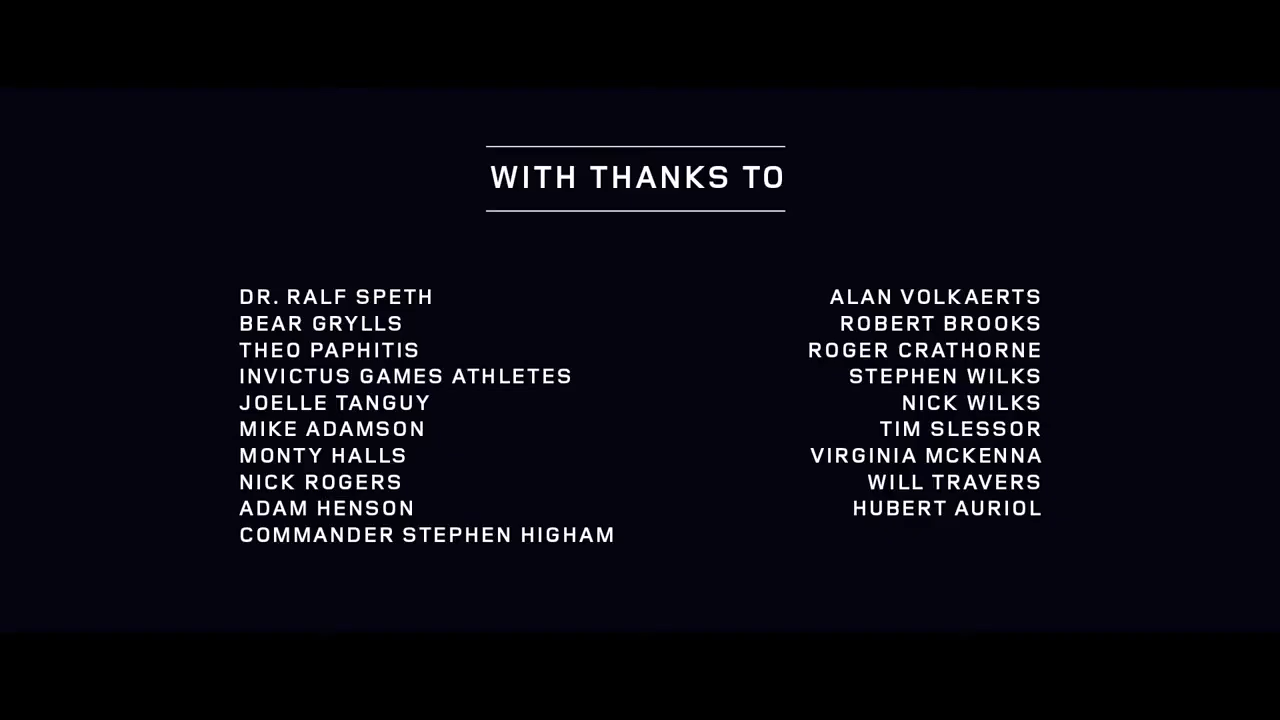 WITH THANKS TO
DR. RALF SPETH
BEAR GRYLLS
THEO PAPHITIS
INVICTUS GAMES ATHLETES
JOELLE TANGUY
MIKE ADAMSON
MONTY HALLS
NICK ROGERS
ADAM HENSON
COMMANDER STEPHEN HIGHAM
ALAN VOLKAERTS
ROBERT BROOKS
ROGER CRATHORNE
STEPHEN WILKS
NICK WILKS
TIM SLESSOR
VIRGINIA MCKENNA
WILL TRAVERS
HUBERT AURIOL